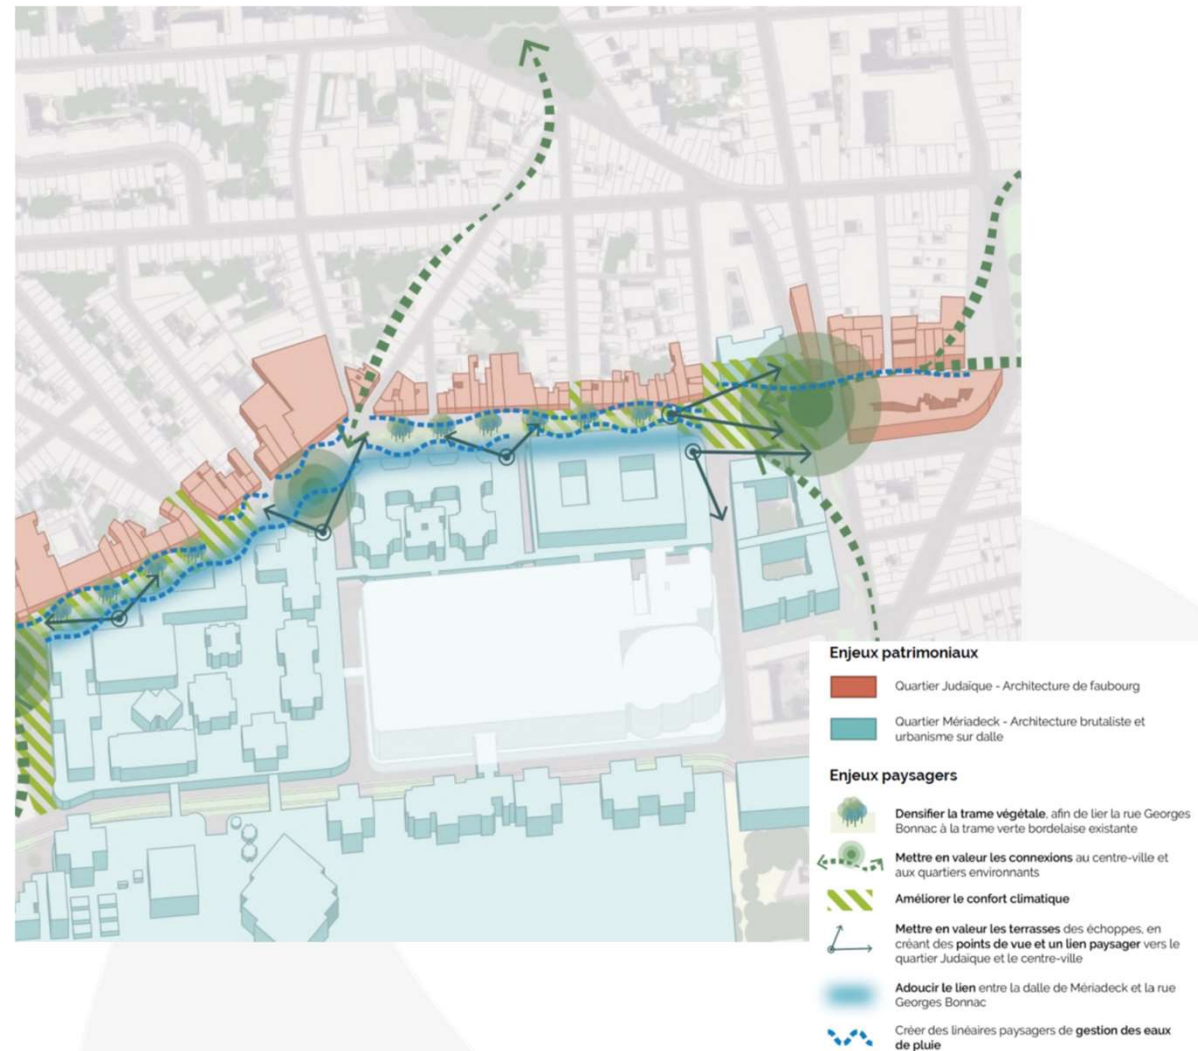 Enjeux patrimoniaux
Quartier Judaïque - Architecture de faubourg
Quartier Mériadeck - Architecture brutaliste et
urbanisme sur dalle
Enjeux paysagers
Densifier la trame végétale, afin de lier la rue Georges
Bonnac à la trame verte bordelaise existante
Mettre en valeur les connexions au centre-ville et
aux quartiers environnants
Améliorer le confort climatique
Mettre en valeur les terrasses des échoppes, en
créant des points de vue et un lien paysager vers le
quartier Judaïque et le centre-ville
Adoucir le lien entre la dalle de Mériadeck et la rue
Georges Bonnac
Créer des linéaires paysagers de gestion des eaux
de pluie